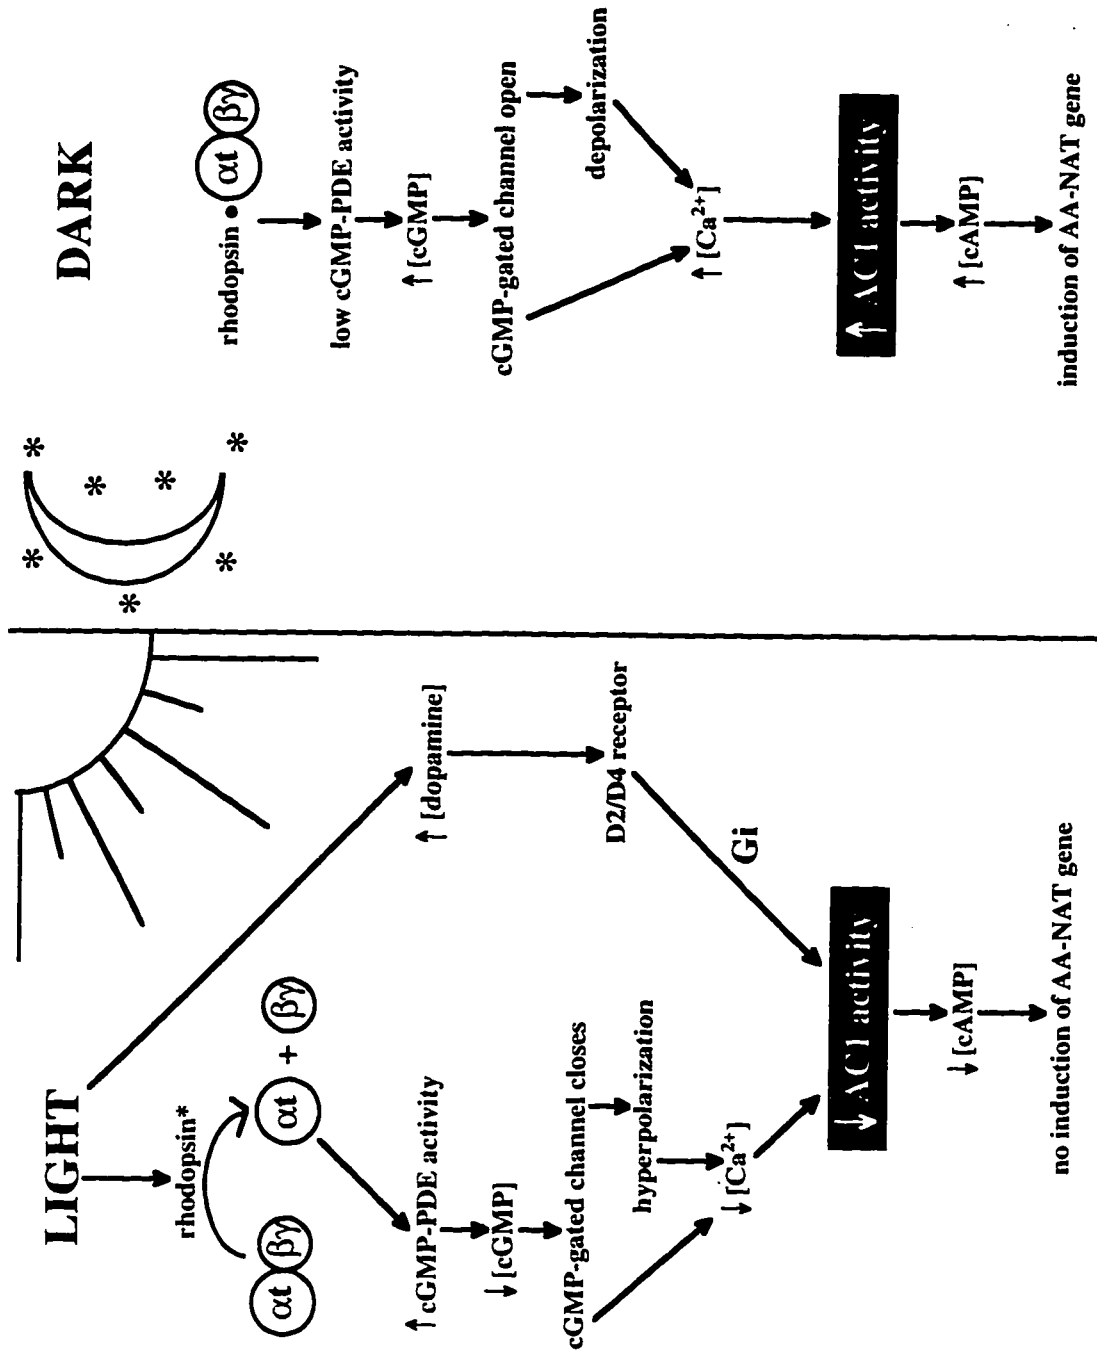 LIGHT
rhodopsin*
αt βγ
αt + βγ
↑ cGMP-PDE activity
↓ [cGMP]
cGMP-gated channel closes
hyperpolarization
↓ [Ca²⁺]
↑ [dopamine]
D2/D4 receptor
Gi
↓ AC1 activity
↓ [cAMP]
no induction of AA-NAT gene
DARK
rhodopsin • αt βγ
low cGMP-PDE activity
↑ [cGMP]
cGMP-gated channel open
depolarization
↑ [Ca²⁺]
↑ AC1 activity
↑ [cAMP]
induction of AA-NAT gene